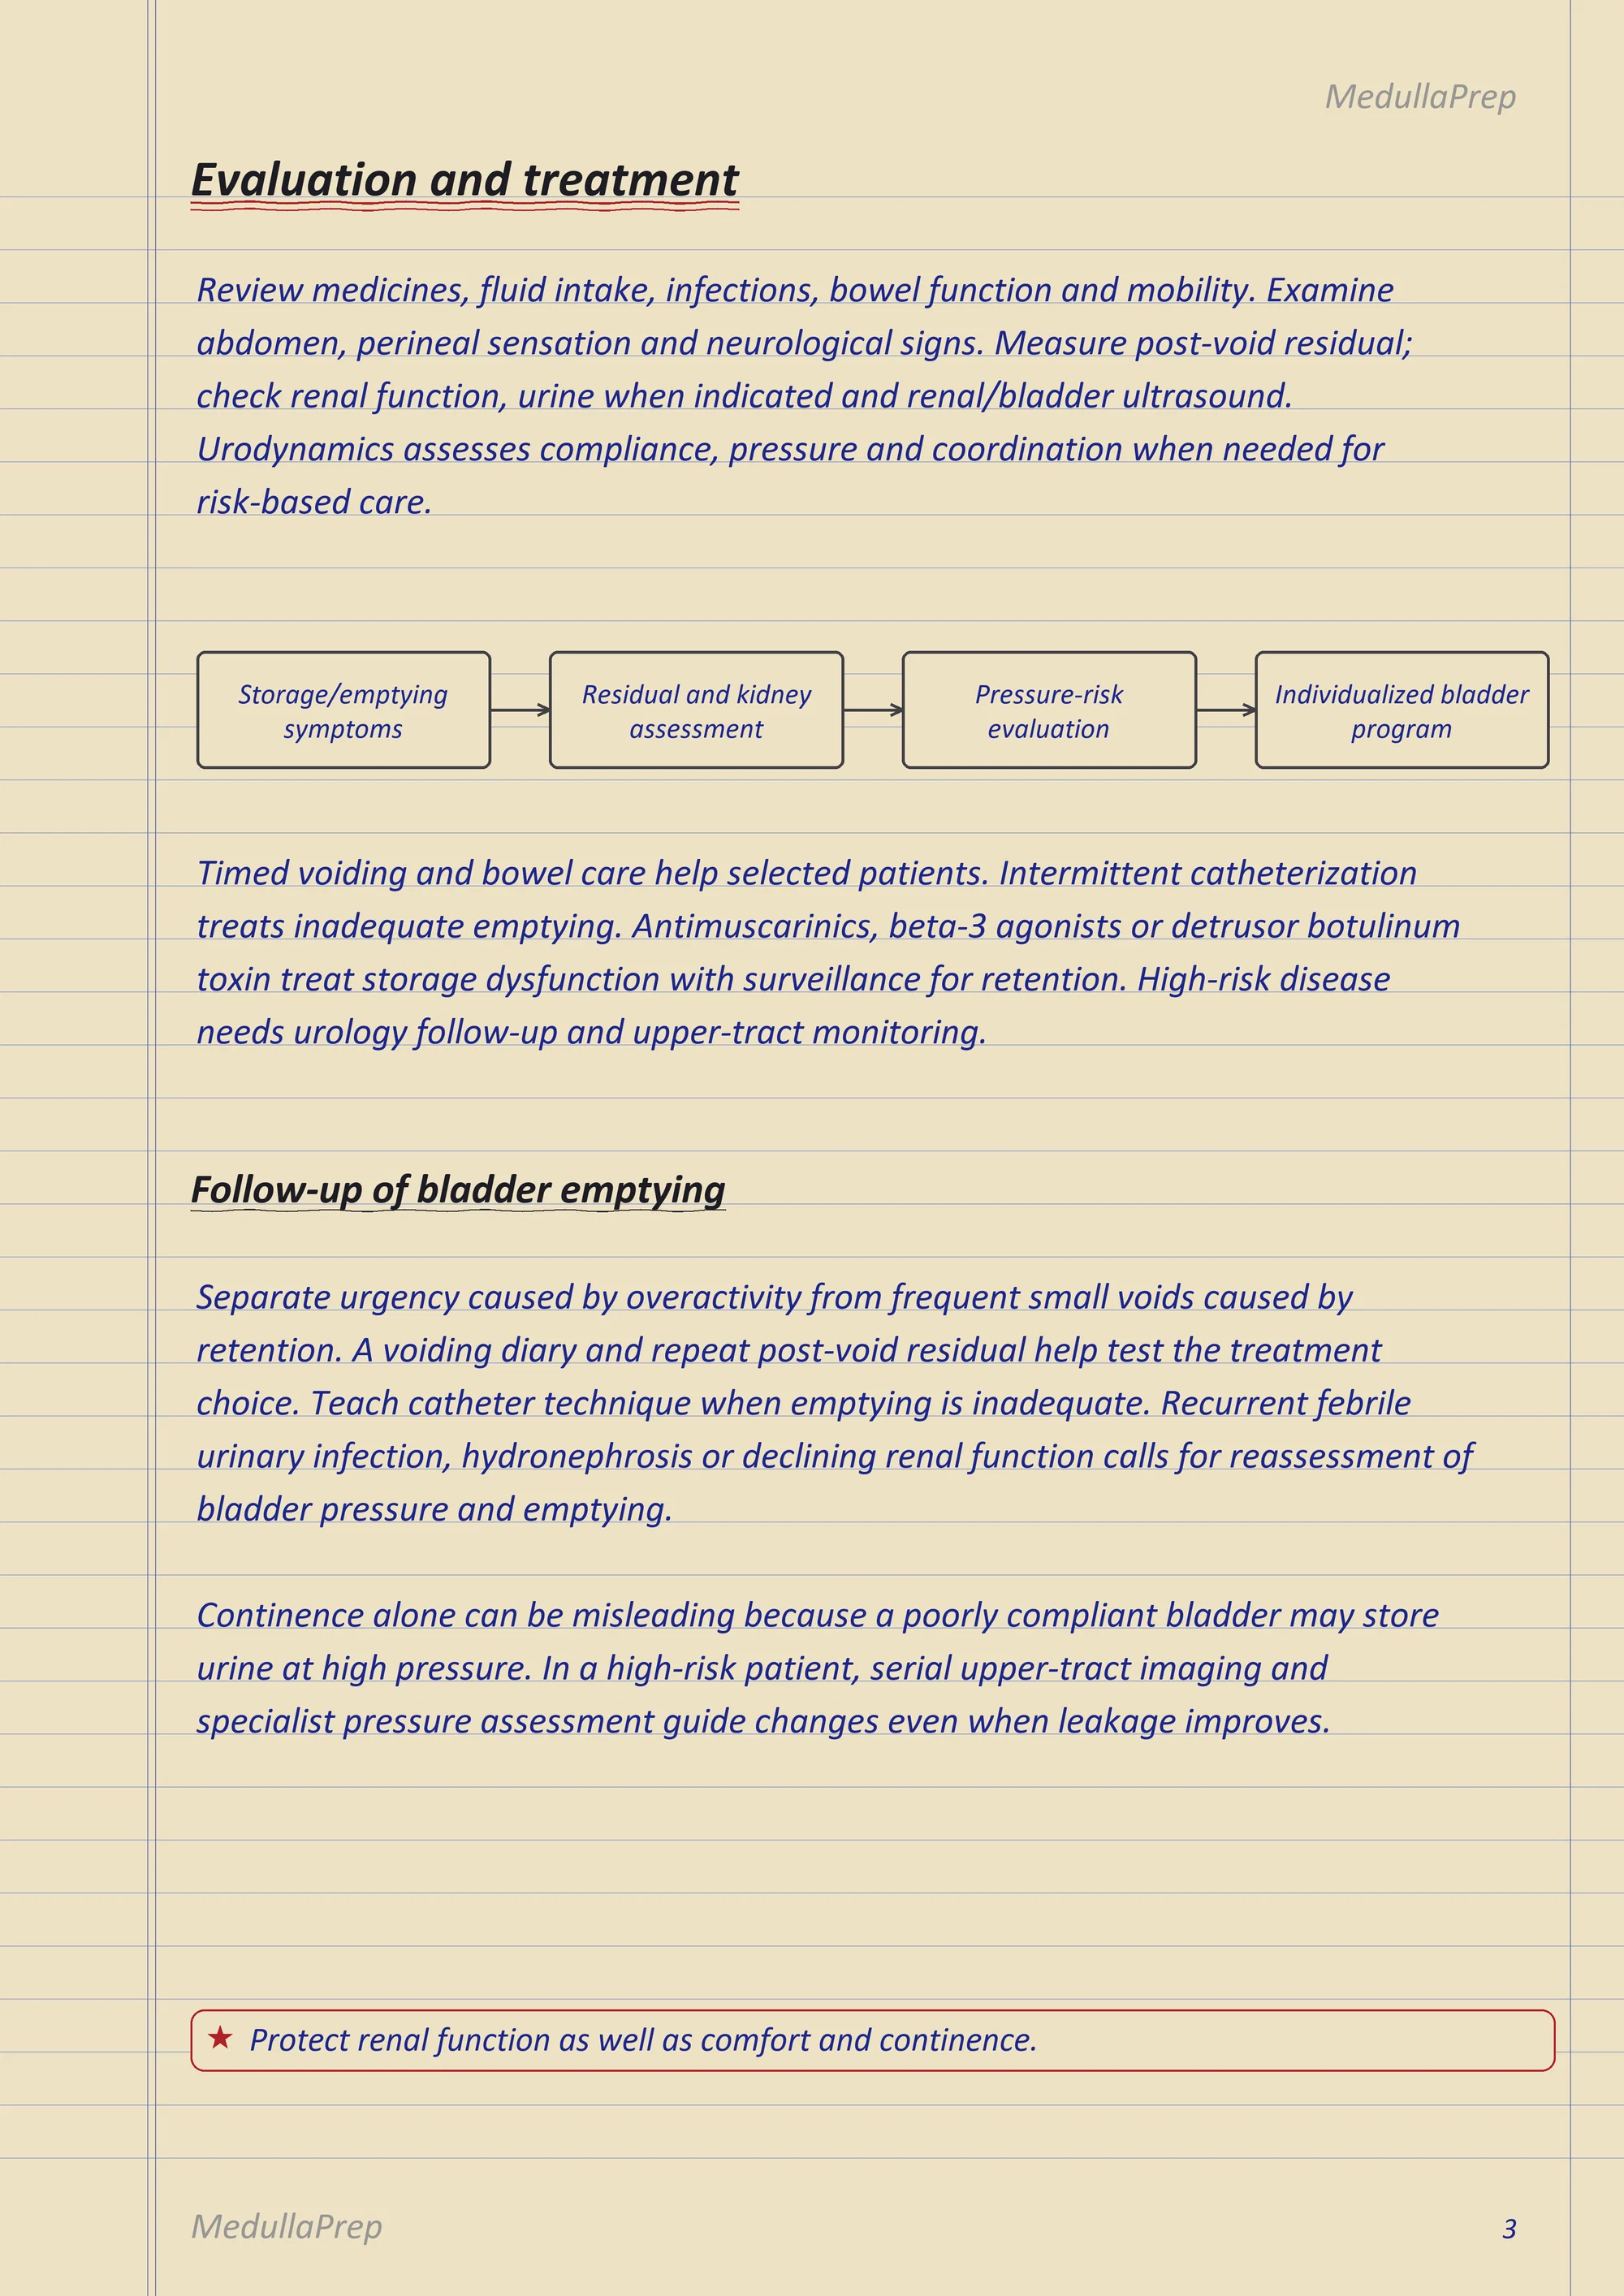 MedullaPrep
Evaluation and treatment
Review medicines, fluid intake, infections, bowel function and mobility. Examine
abdomen, perineal sensation and neurological signs. Measure post-void residual;
check renal function, urine when indicated and renal/bladder ultrasound.
Urodynamics assesses compliance, pressure and coordination when needed for
risk-based care.
Storage/emptying
symptoms
Residual and kidney
assessment
Pressure-risk
evaluation
Individualized bladder
program
Timed voiding and bowel care help selected patients. Intermittent catheterization
treats inadequate emptying. Antimuscarinics, beta-3 agonists or detrusor botulinum
toxin treat storage dysfunction with surveillance for retention. High-risk disease
needs urology follow-up and upper-tract monitoring.
Follow-up of bladder emptying
Separate urgency caused by overactivity from frequent small voids caused by
retention. A voiding diary and repeat post-void residual help test the treatment
choice. Teach catheter technique when emptying is inadequate. Recurrent febrile
urinary infection, hydronephrosis or declining renal function calls for reassessment of
bladder pressure and emptying.
Continence alone can be misleading because a poorly compliant bladder may store
urine at high pressure. In a high-risk patient, serial upper-tract imaging and
specialist pressure assessment guide changes even when leakage improves.
★ Protect renal function as well as comfort and continence.
MedullaPrep
3